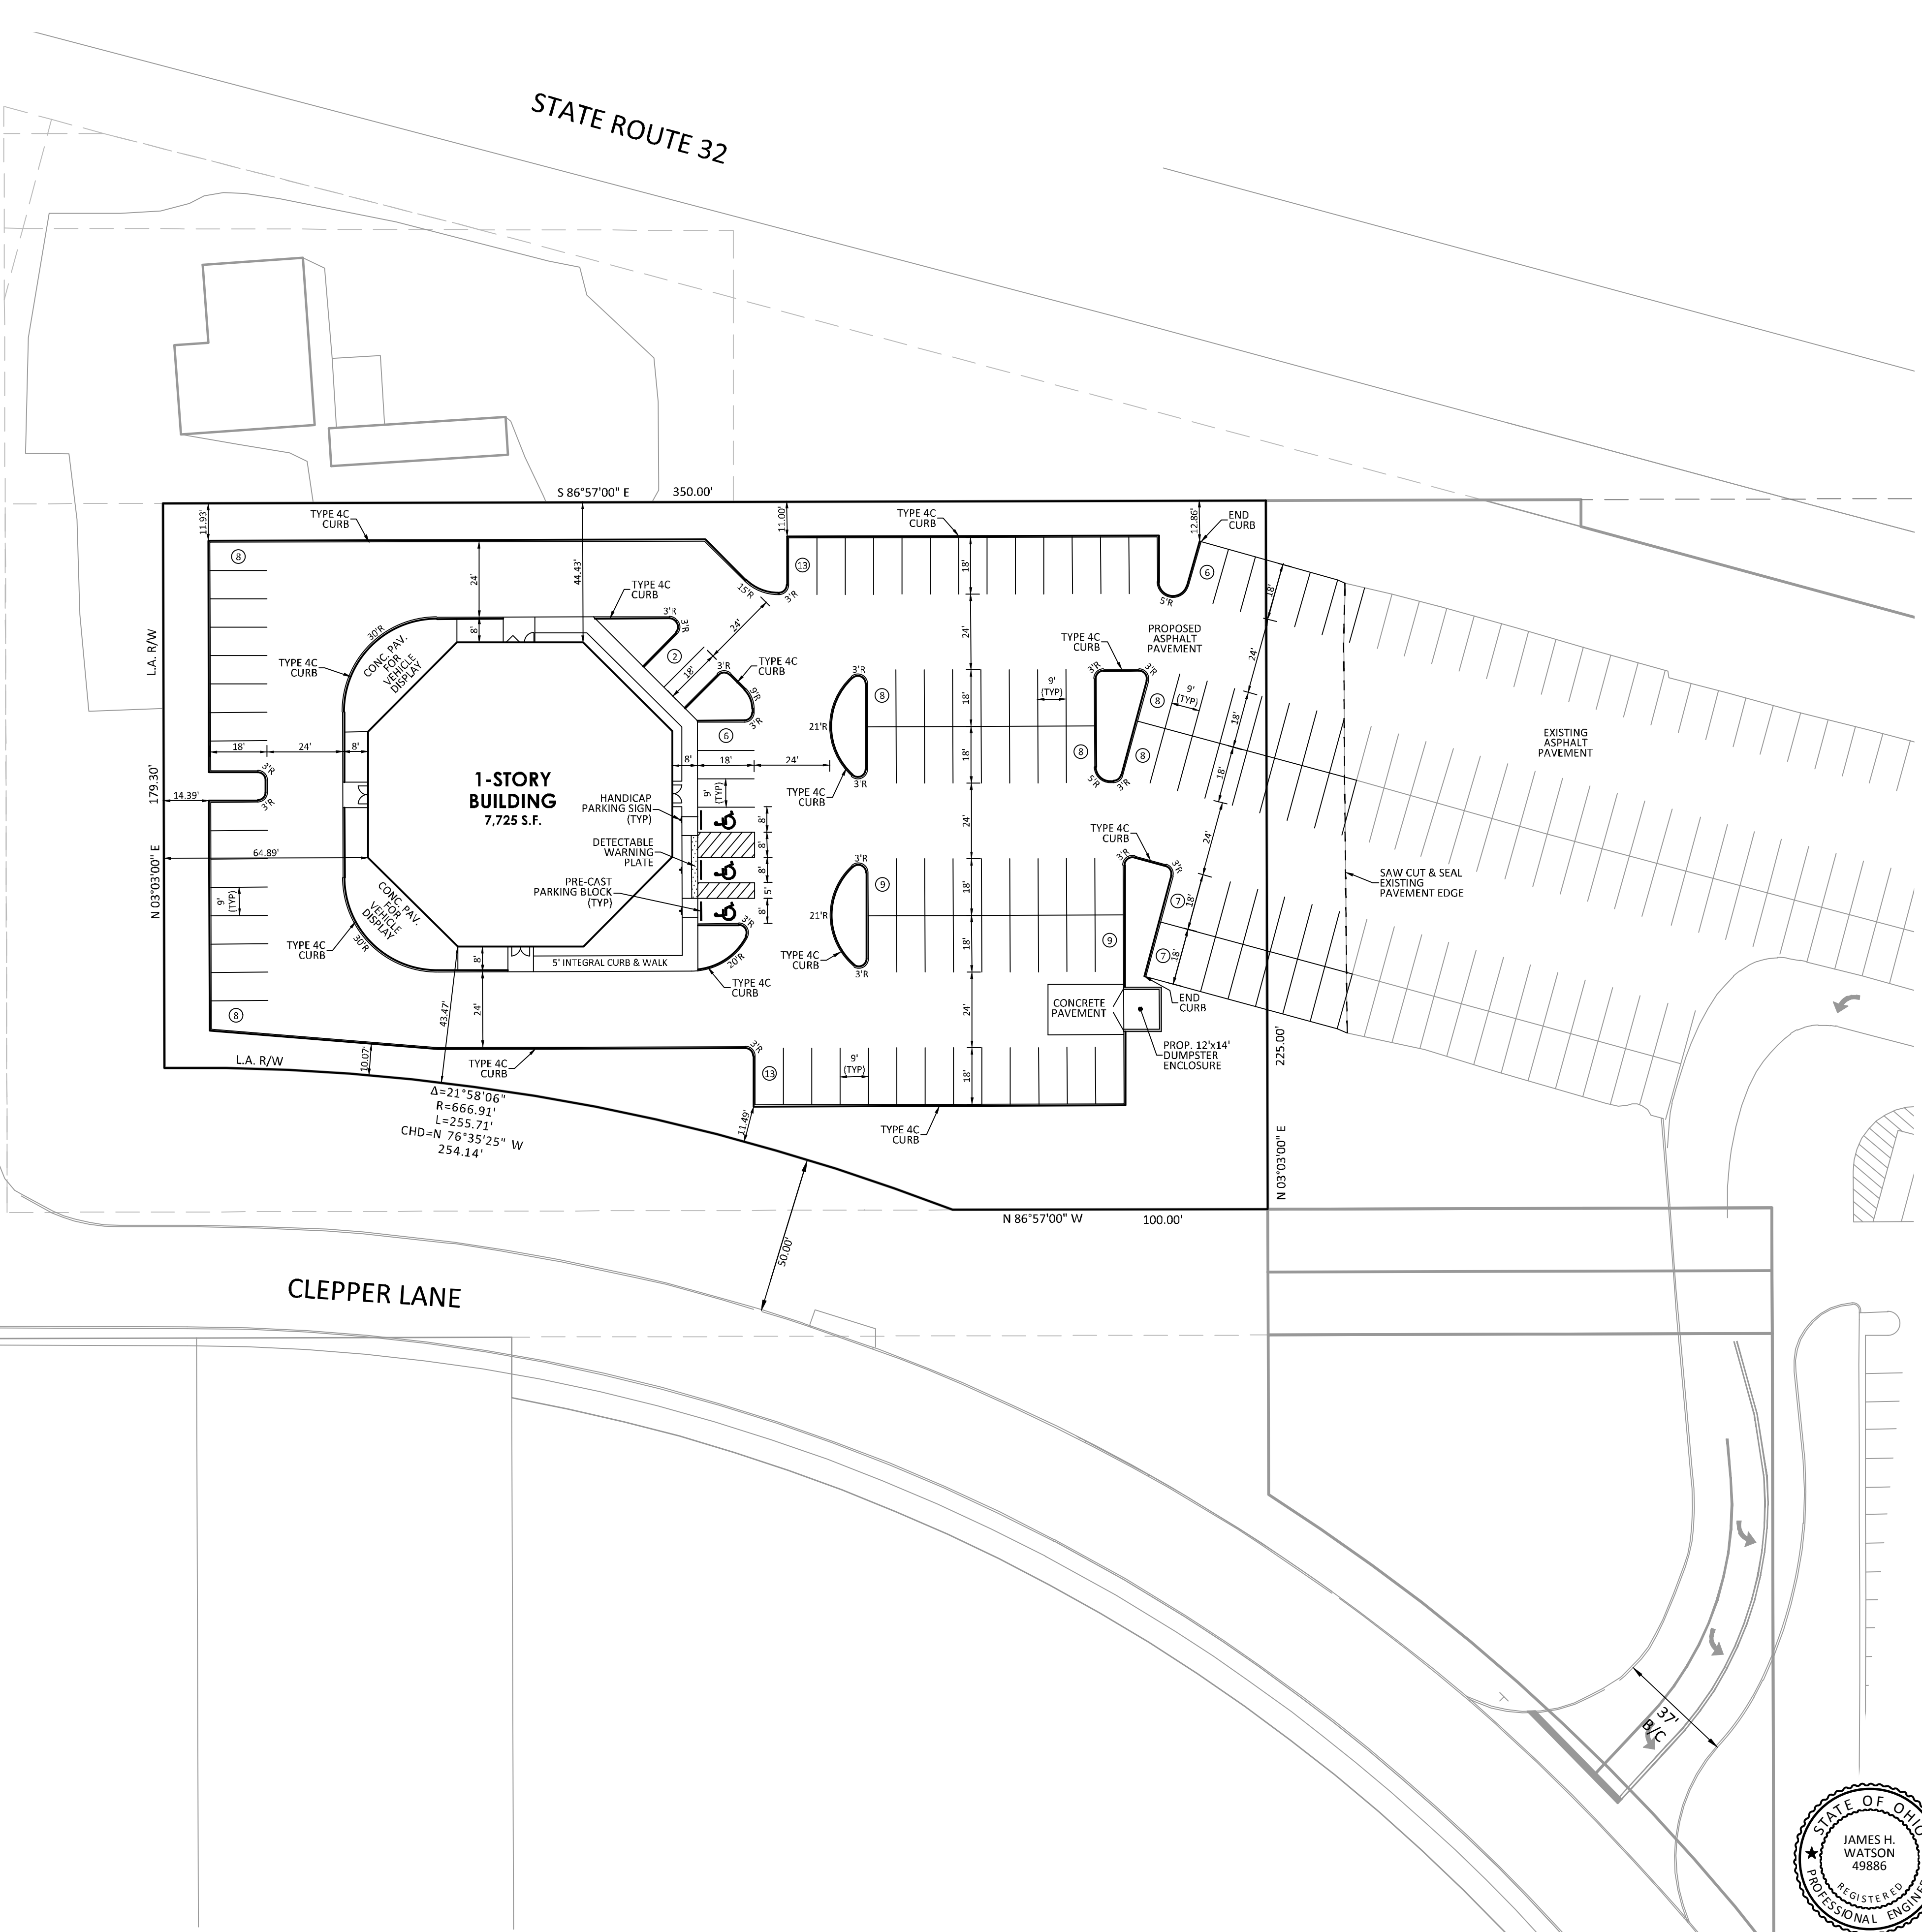 STATE ROUTE 32
S 86°57'00" E 350.00'
11.93'
TYPE 4C
CURB
44.43'
11.00'
TYPE 4C
CURB
12.86'
END
CURB
8
24'
13
18'
6
15'R
3'R
5'R
18'
L.A. R/W
30'R
CONC. PAV.
FOR
VEHICLE
DISPLAY
8'
TYPE 4C
CURB
3'R
3'R
24'
2
18'
24'
PROPOSED
ASPHALT
PAVEMENT
TYPE 4C
CURB
24'
TYPE 4C
CURB
3'R
TYPE 4C
CURB
9'R
3'R
3'R
8
18'
9'
(TYP)
3'R
3'R
8
9'
(TYP)
18'
21'R
6
18'
8
8
18'
EXISTING
ASPHALT
PAVEMENT
18'
24'
8'
8'
18'
24'
3'R
3'R
14.39'
179.30'
1-STORY
BUILDING
7,725 S.F.
9'
(TYP)
TYPE 4C
CURB
3'R
5'R
3'R
HANDICAP
PARKING SIGN
(TYP)
8'
24'
TYPE 4C
CURB
24'
DETECTABLE
WARNING
PLATE
8'
64.89'
3'R
3'R
3'R
PRE-CAST
PARKING BLOCK
(TYP)
8'
5'
8'
9
18'
7
18'
SAW CUT & SEAL
EXISTING
PAVEMENT EDGE
N 03°03'00" E
9'
(TYP)
CONC. PAV.
FOR
VEHICLE
DISPLAY
21'R
TYPE 4C
CURB
30'R
8'
5' INTEGRAL CURB & WALK
3'R
20'R
TYPE 4C
CURB
TYPE 4C
CURB
3'R
18'
9
7
18'
8
43.47'
24'
24'
CONCRETE
PAVEMENT
END
CURB
L.A. R/W
10.07'
TYPE 4C
CURB
3'R
13
9'
(TYP)
18'
PROP. 12'x14'
DUMPSTER
ENCLOSURE
225.00'
N 03°03'00" E
Δ=21°58'06"
R=666.91'
L=255.71'
CHD=N 76°35'25" W
254.14'
11.49'
TYPE 4C
CURB
N 86°57'00" W 100.00'
50.00'
CLEPPER LANE
37'
B/C
STATE OF OHIO
JAMES H.
WATSON
49886
REGISTERED
PROFESSIONAL